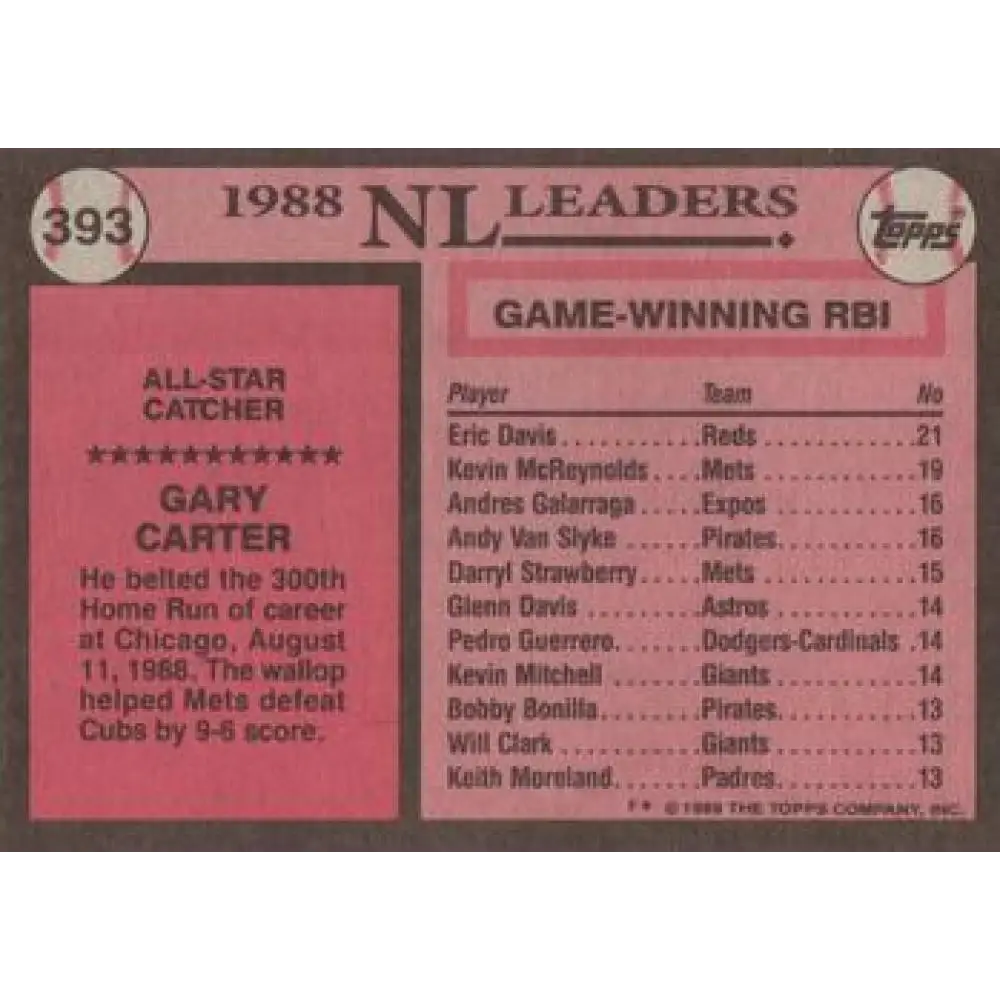 393
1988 NL LEADERS
topps
ALL-STAR
CATCHER
★★★★★★★★★★★
GARY
CARTER
He belted the 300th
Home Run of career
at Chicago, August
11, 1988. The wallop
helped Mets defeat
Cubs by 9-6 score.
GAME-WINNING RBI
Player Team No
Eric Davis...........Reds............21
Kevin McReynolds....Mets............19
Andres Galarraga.....Expos...........16
Andy Van Slyke......Pirates..........16
Darryl Strawberry.....Mets............15
Glenn Davis.........Astros...........14
Pedro Guerrero.......Dodgers-Cardinals.14
Kevin Mitchell.......Giants...........14
Bobby Bonilla........Pirates..........13
Will Clark...........Giants...........13
Keith Moreland.......Padres..........13
F* © 1989 THE TOPPS COMPANY, INC.